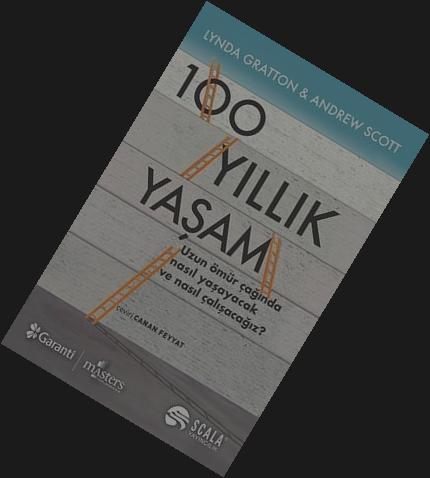 LYNDA GRATTON & ANDREW SCOTT
100
YILLIK
YAŞAM
Uzun ömür çağında
nasıl yaşayacak
ve nasıl çalışacağız?
Çeviri CANAN FEYYAT
Garanti
mAsters
SCALA
YAYINCILIK